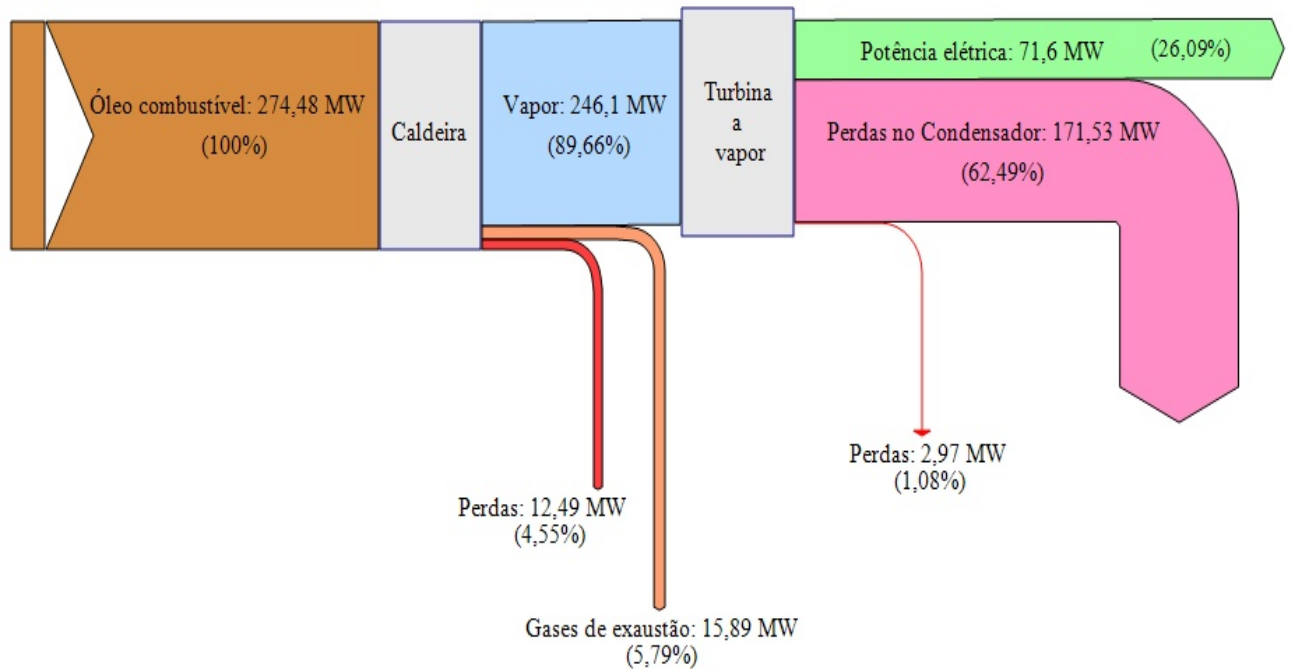 Óleo combustível: 274,48 MW
(100%)
Caldeira
Vapor: 246,1 MW
(89,66%)
Turbina
a
vapor
Potência elétrica: 71,6 MW (26,09%)
Perdas no Condensador: 171,53 MW
(62,49%)
Perdas: 2,97 MW
(1,08%)
Perdas: 12,49 MW
(4,55%)
Gases de exaustão: 15,89 MW
(5,79%)